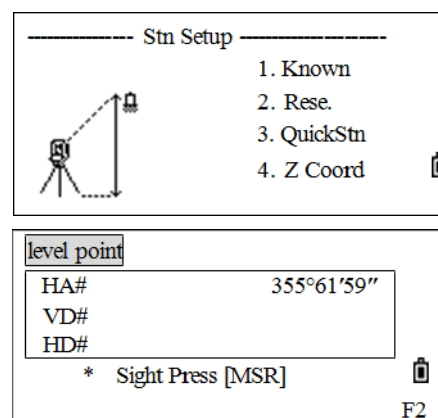 ---------------- Stn Setup ----------------------
1. Known
2. Rese.
3. QuickStn
4. Z Coord
level point
HA# 355°61′59″
VD#
HD#
* Sight Press [MSR]
F2